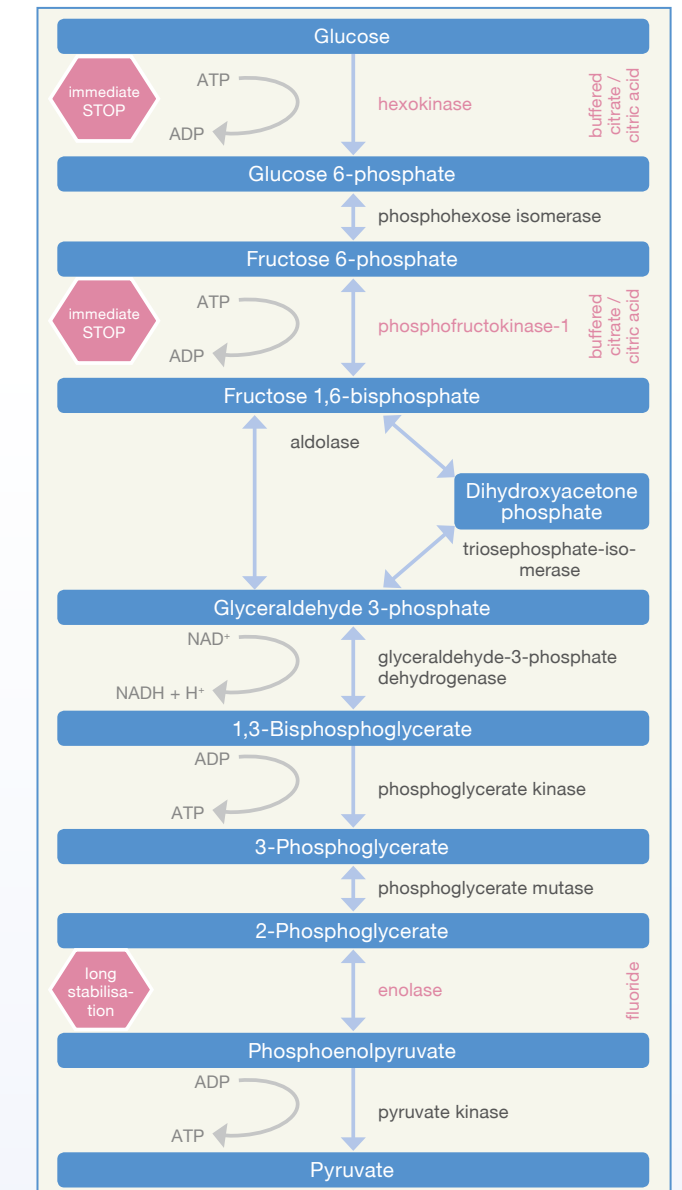 Glucose
immediate
STOP
ATP
ADP
hexokinase
buffered
citrate /
citric acid
Glucose 6-phosphate
phosphohexose isomerase
Fructose 6-phosphate
immediate
STOP
ATP
ADP
phosphofructokinase-1
buffered
citrate /
citric acid
Fructose 1,6-bisphosphate
aldolase
Dihydroxyacetone
phosphate
triosephosphate-iso-
merase
Glyceraldehyde 3-phosphate
NAD⁺
NADH + H⁺
glyceraldehyde-3-phosphate
dehydrogenase
1,3-Bisphosphoglycerate
ADP
ATP
phosphoglycerate kinase
3-Phosphoglycerate
phosphoglycerate mutase
2-Phosphoglycerate
long
stabilisa-
tion
enolase
fluoride
Phosphoenolpyruvate
ADP
ATP
pyruvate kinase
Pyruvate